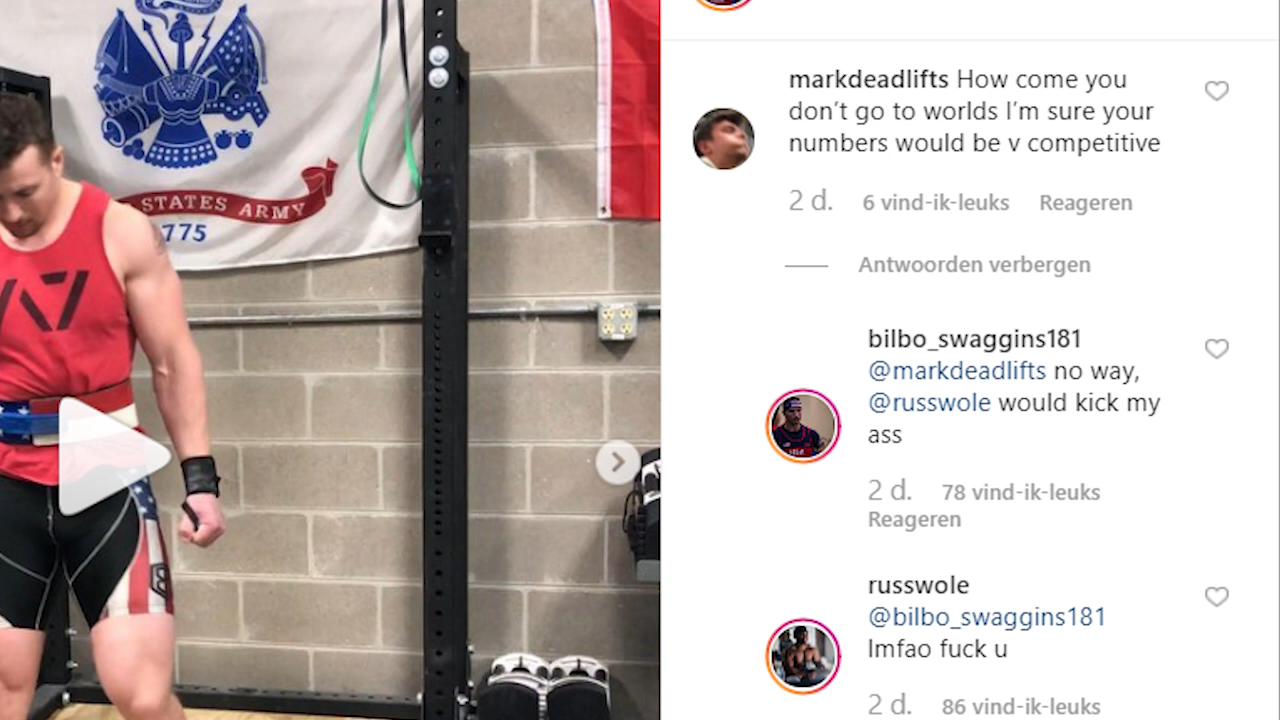 STATES ARMY
775
A7
markdeadlifts How come you
don't go to worlds I'm sure your
numbers would be v competitive
2 d. 6 vind-ik-leuks Reageren
Antwoorden verbergen
bilbo_swaggins181
@markdeadlifts no way,
@russwole would kick my
ass
2 d. 78 vind-ik-leuks
Reageren
russwole
@bilbo_swaggins181
lmfao fuck u
2 d. 86 vind-ik-leuks